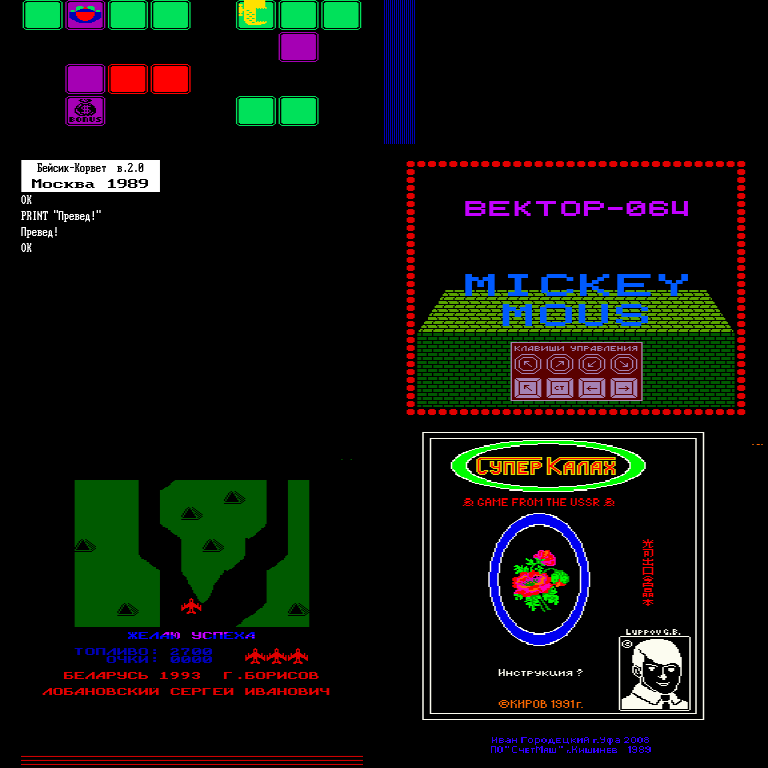 BONUS
Бейсик-Корвет в.2.0
Москва 1989
OK
PRINT "Превед!"
Превед!
OK
ВЕКТОР-06Ц
MICKEY
MOUS
КЛАВИШИ УПРАВЛЕНИЯ
СТ
ЖЕЛАЮ УСПЕХА
ТОПЛИВО: 2700
ОЧКИ: 0000
БЕЛАРУСЬ 1993 Г.БОРИСОВ
ЛОБАНОВСКИЙ СЕРГЕЙ ИВАНОВИЧ
СУПЕР КАЛАХ
GAME FROM THE USSR
LUPPOV G.B.
©
Инструкция ?
©КИРОВ 1991г.
Иван Городецкий г.Уфа 2008
ПО"СчетМаш" г.Кишинев 1989